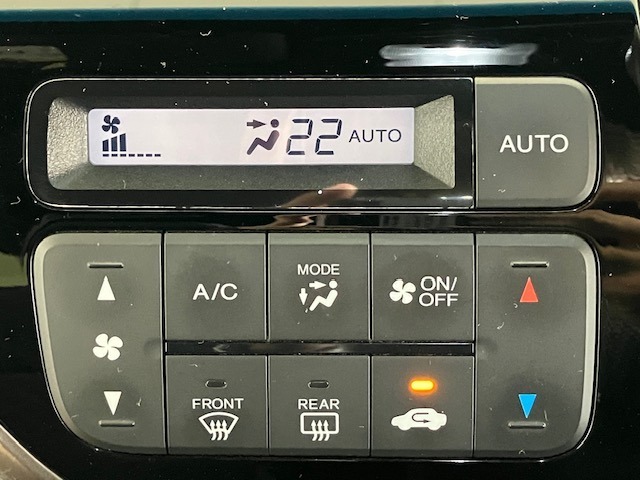 22 AUTO
AUTO
A/C
MODE
ON/
OFF
FRONT
REAR